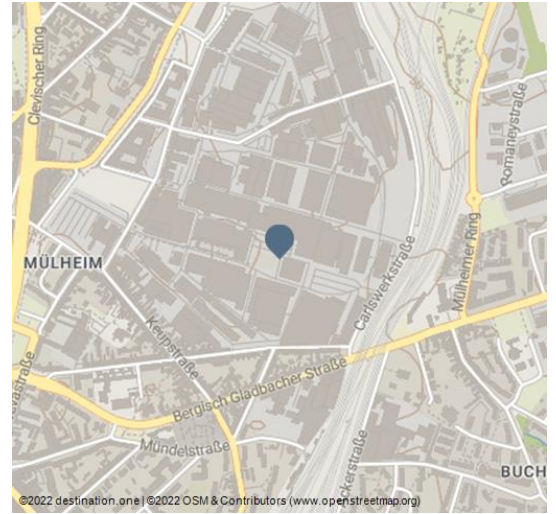 Clevischer Ring
Domaneystraße
MÜLHEIM
Mülheimer Ring
Carlswerkstraße
Keupstraße
Bergisch Gladbacher Straße
Mündelstraße
©2022 destination.one | ©2022 OSM & Contributors (www.openstreetmap.org)
BUCH